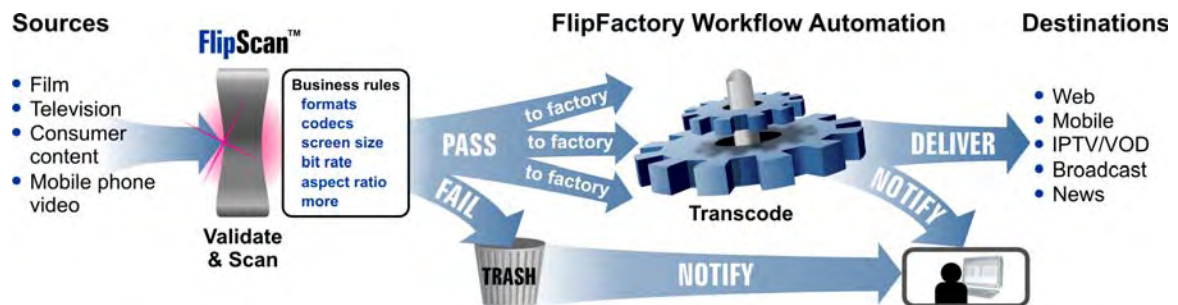 Sources
FlipFactory Workflow Automation
Destinations
FlipScan™
• Film
• Television
• Consumer
content
• Mobile phone
video
Validate
& Scan
Business rules
formats
codecs
screen size
bit rate
aspect ratio
more
PASS
FAIL
to factory
to factory
to factory
Transcode
TRASH
NOTIFY
DELIVER
NOTIFY
• Web
• Mobile
• IPTV/VOD
• Broadcast
• News